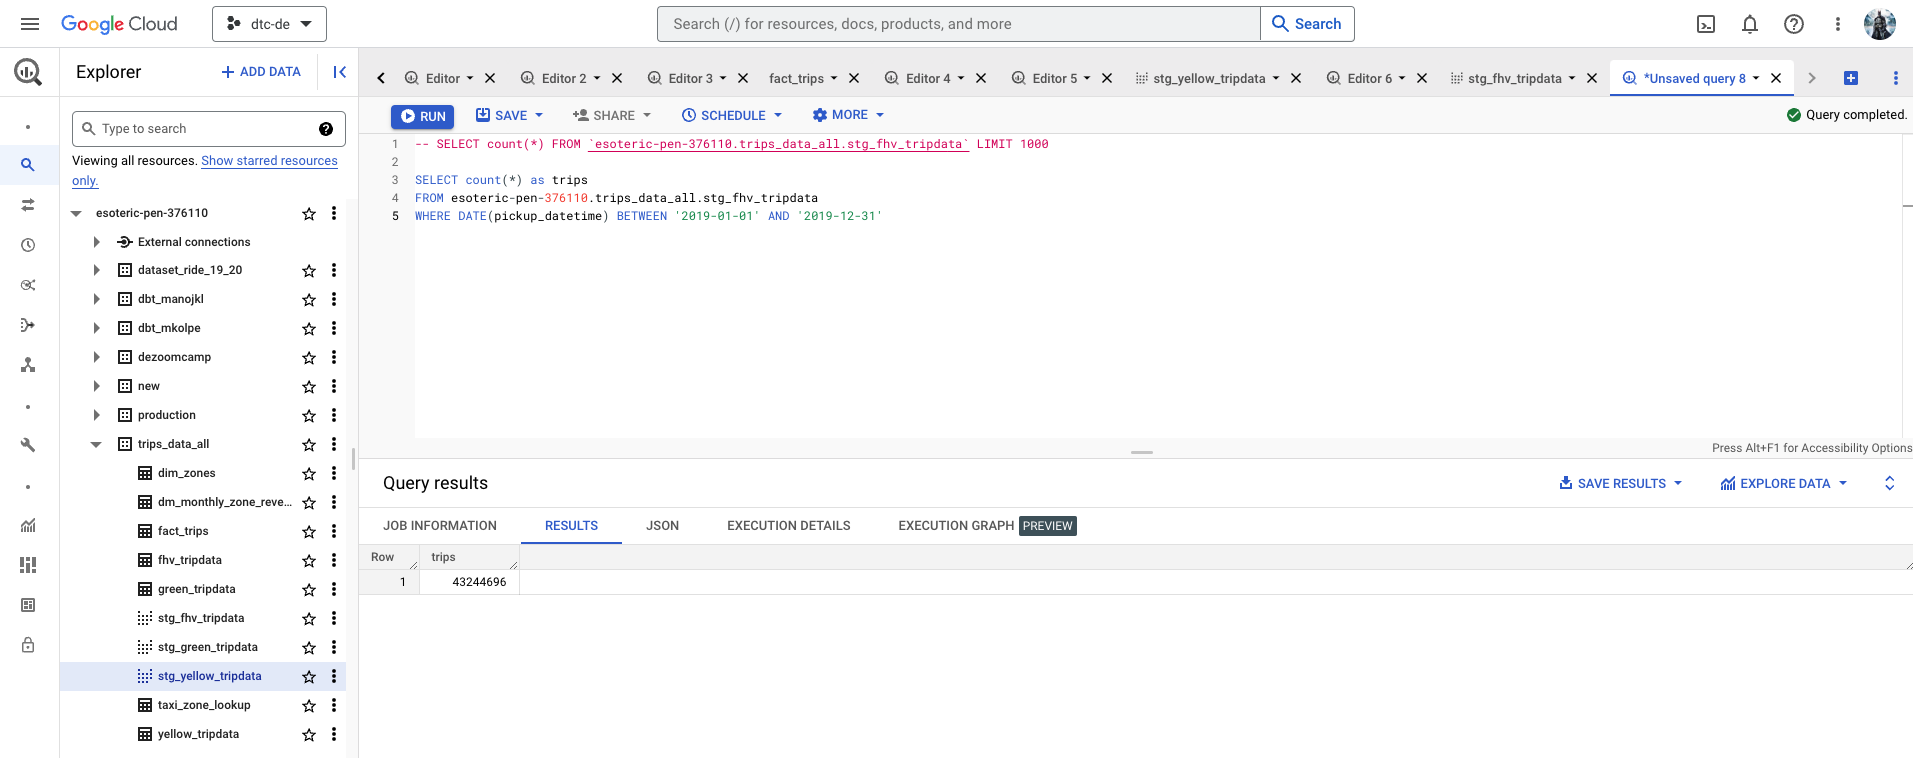 Google Cloud
dtc-de
Search (/) for resources, docs, products, and more
Search
Explorer
ADD DATA
Type to search
Viewing all resources. Show starred resources
only.
esoteric-pen-376110
External connections
dataset_ride_19_20
dbt_manojkl
dbt_mkolpe
dezoomcamp
new
production
trips_data_all
dim_zones
dm_monthly_zone_reve...
fact_trips
fhv_tripdata
green_tripdata
stg_fhv_tripdata
stg_green_tripdata
stg_yellow_tripdata
taxi_zone_lookup
yellow_tripdata
Editor
Editor 2
Editor 3
fact_trips
Editor 4
Editor 5
stg_yellow_tripdata
Editor 6
stg_fhv_tripdata
*Unsaved query 8
RUN
SAVE
SHARE
SCHEDULE
MORE
Query completed.
1 -- SELECT count(*) FROM `esoteric-pen-376110.trips_data_all.stg_fhv_tripdata` LIMIT 1000
2
3 SELECT count(*) as trips
4 FROM esoteric-pen-376110.trips_data_all.stg_fhv_tripdata
5 WHERE DATE(pickup_datetime) BETWEEN '2019-01-01' AND '2019-12-31'
Press Alt+F1 for Accessibility Options
Query results
SAVE RESULTS
EXPLORE DATA
JOB INFORMATION
RESULTS
JSON
EXECUTION DETAILS
EXECUTION GRAPH PREVIEW
Row trips
1 43244696